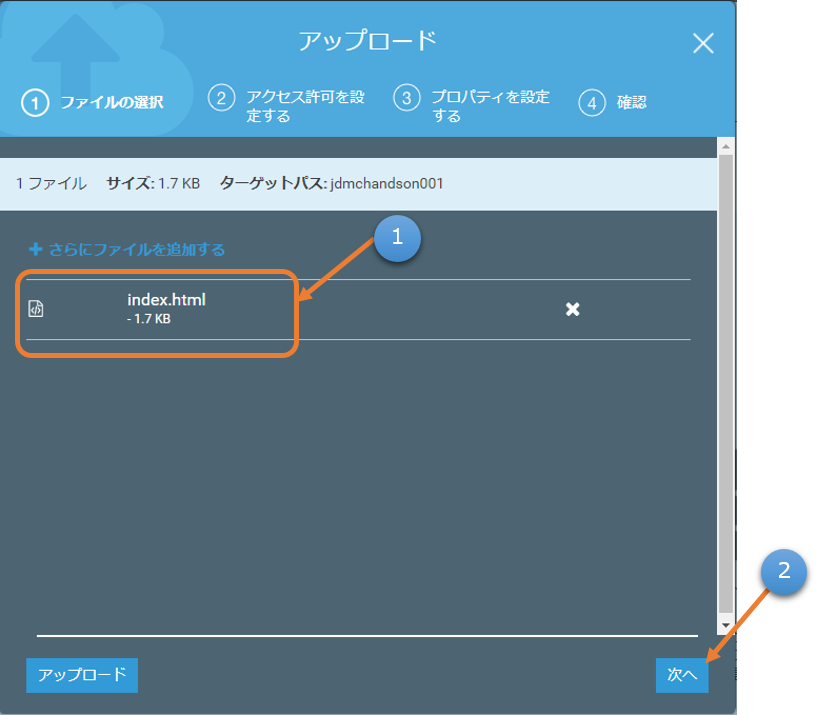 アップロード
1 ファイルの選択
2 アクセス許可を設
定する
3 プロパティを設定
する
4 確認
1 ファイル サイズ: 1.7 KB ターゲットパス: jdmchandson001
1
+ さらにファイルを追加する
index.html
- 1.7 KB
2
アップロード
次へ